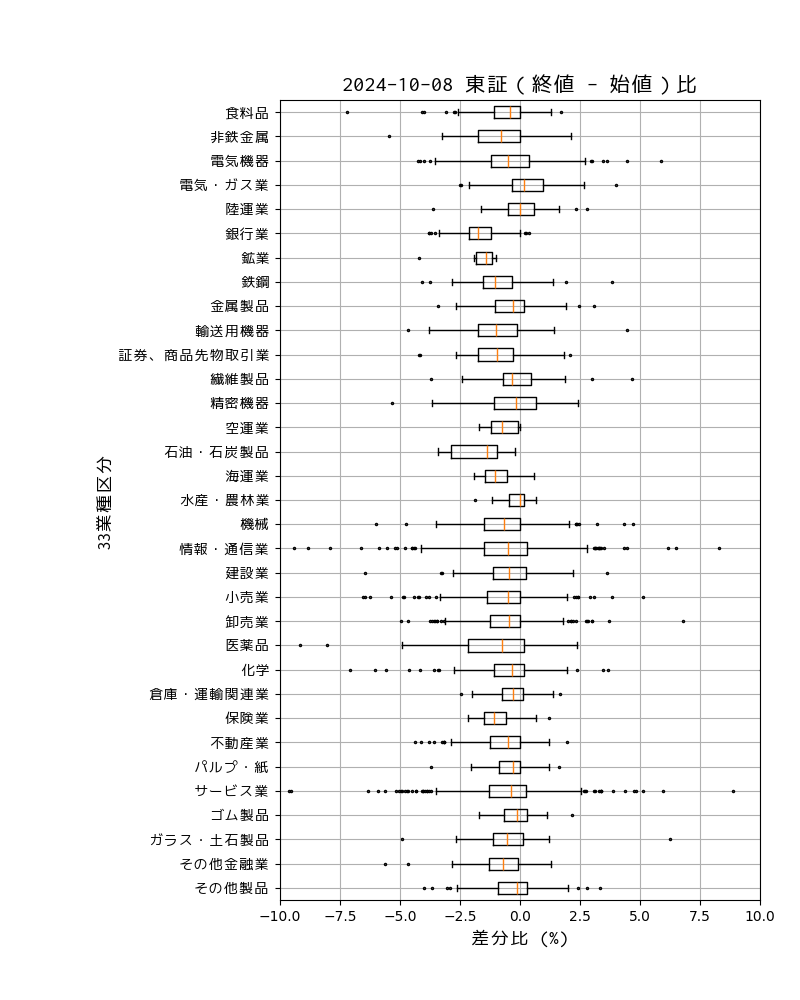 2024-10-08 東証 ( 終値 - 始値 ) 比
食料品
非鉄金属
電気機器
電気・ガス業
陸運業
銀行業
鉱業
鉄鋼
金属製品
輸送用機器
証券、商品先物取引業
繊維製品
精密機器
空運業
石油・石炭製品
海運業
水産・農林業
機械
情報・通信業
建設業
小売業
卸売業
医薬品
化学
倉庫・運輸関連業
保険業
不動産業
パルプ・紙
サービス業
ゴム製品
ガラス・土石製品
その他金融業
その他製品
33業種区分
−10.0 −7.5 −5.0 −2.5 0.0 2.5 5.0 7.5 10.0
差分比 (%)